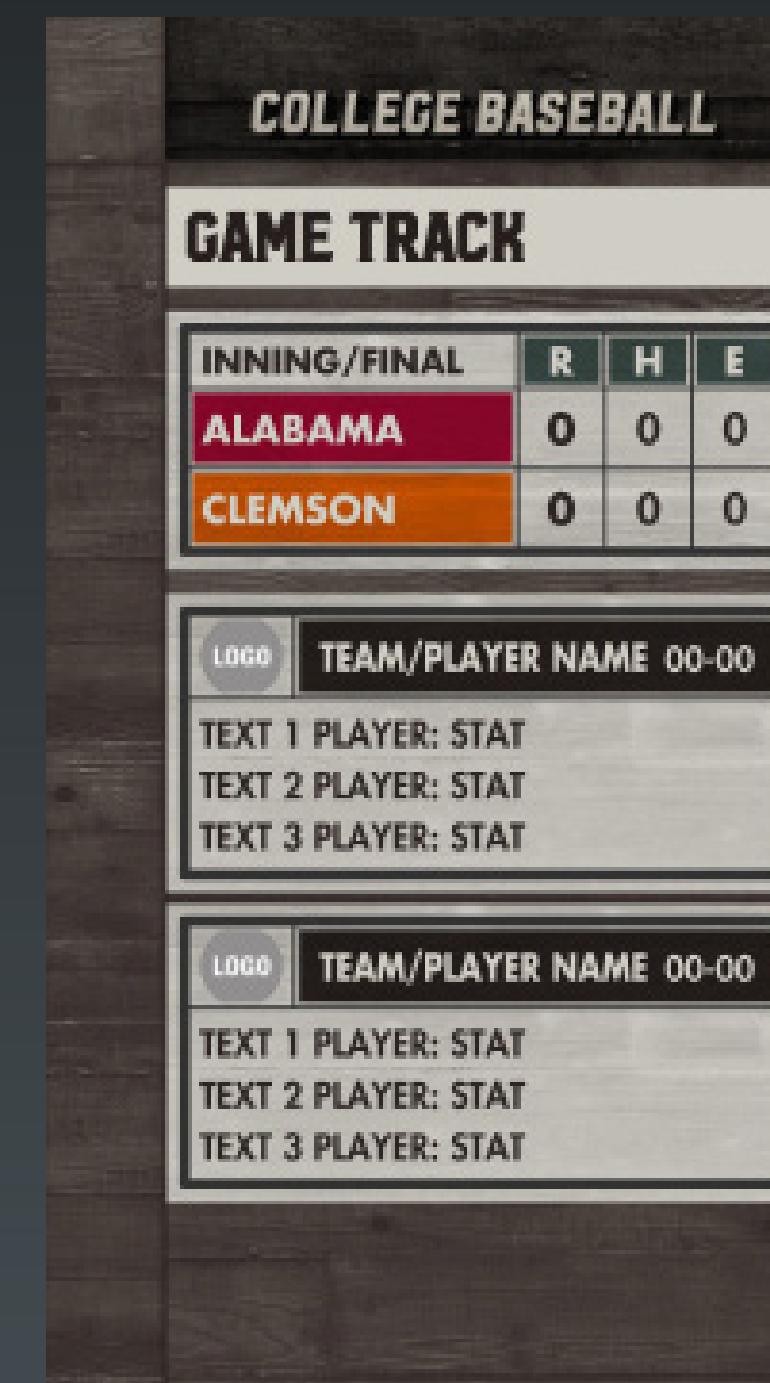 COLLEGE BASEBALL
GAME TRACK
INNING/FINAL R H E
ALABAMA 0 0 0
CLEMSON 0 0 0
LOGO TEAM/PLAYER NAME 00-00
TEXT 1 PLAYER: STAT
TEXT 2 PLAYER: STAT
TEXT 3 PLAYER: STAT
LOGO TEAM/PLAYER NAME 00-00
TEXT 1 PLAYER: STAT
TEXT 2 PLAYER: STAT
TEXT 3 PLAYER: STAT